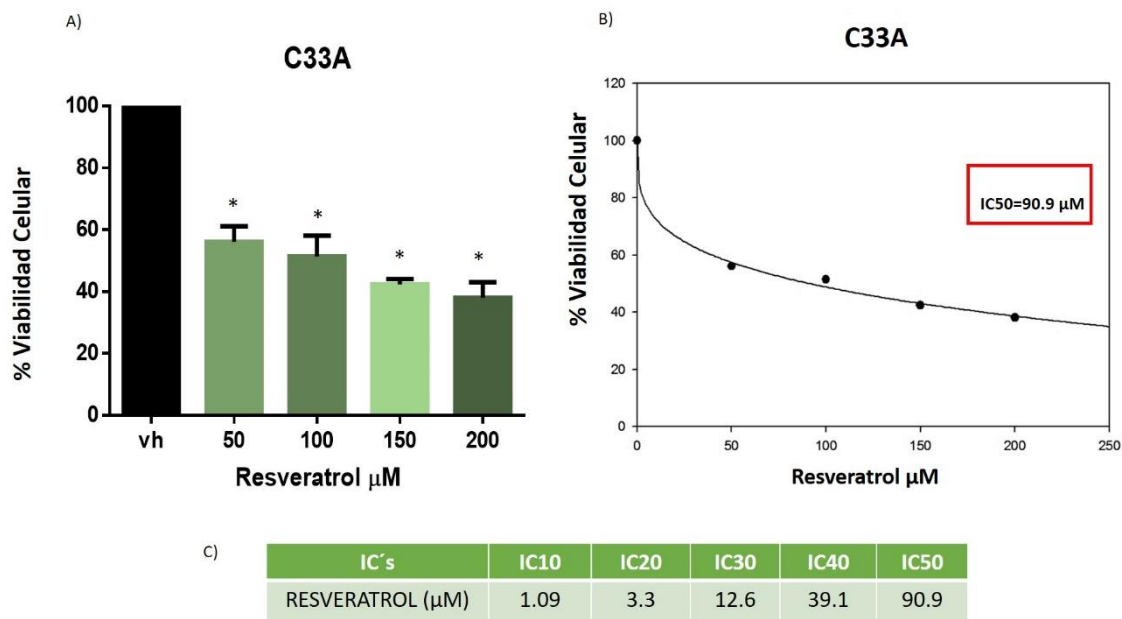 A)
C33A
% Viabilidad Celular
100
80
60
40
20
0
*
*
*
*
vh 50 100 150 200
Resveratrol μM
B)
C33A
% Viabilidad Celular
120
100
80
60
40
20
0
IC50=90.9 μM
0 50 100 150 200 250
Resveratrol μM
C)
IC´s IC10 IC20 IC30 IC40 IC50
RESVERATROL (μM) 1.09 3.3 12.6 39.1 90.9